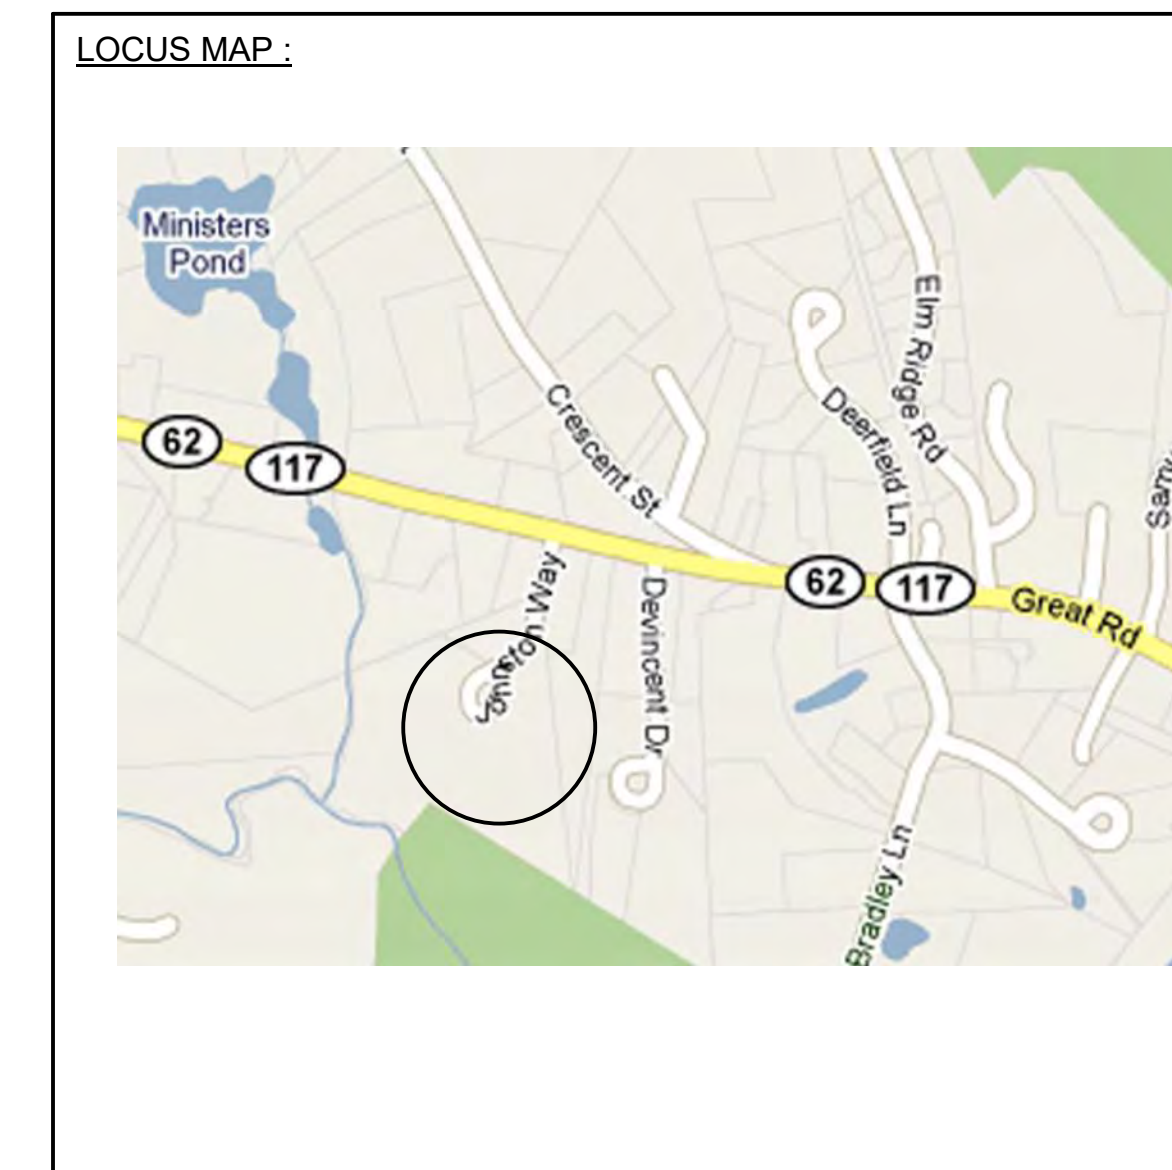 LOCUS MAP :
Ministers
Pond
62
117
Crescent St
Elm Ridge Rd
Deerfield Ln
62
117
Great Rd
Johnston Way
Devincent Dr
Bradley Ln